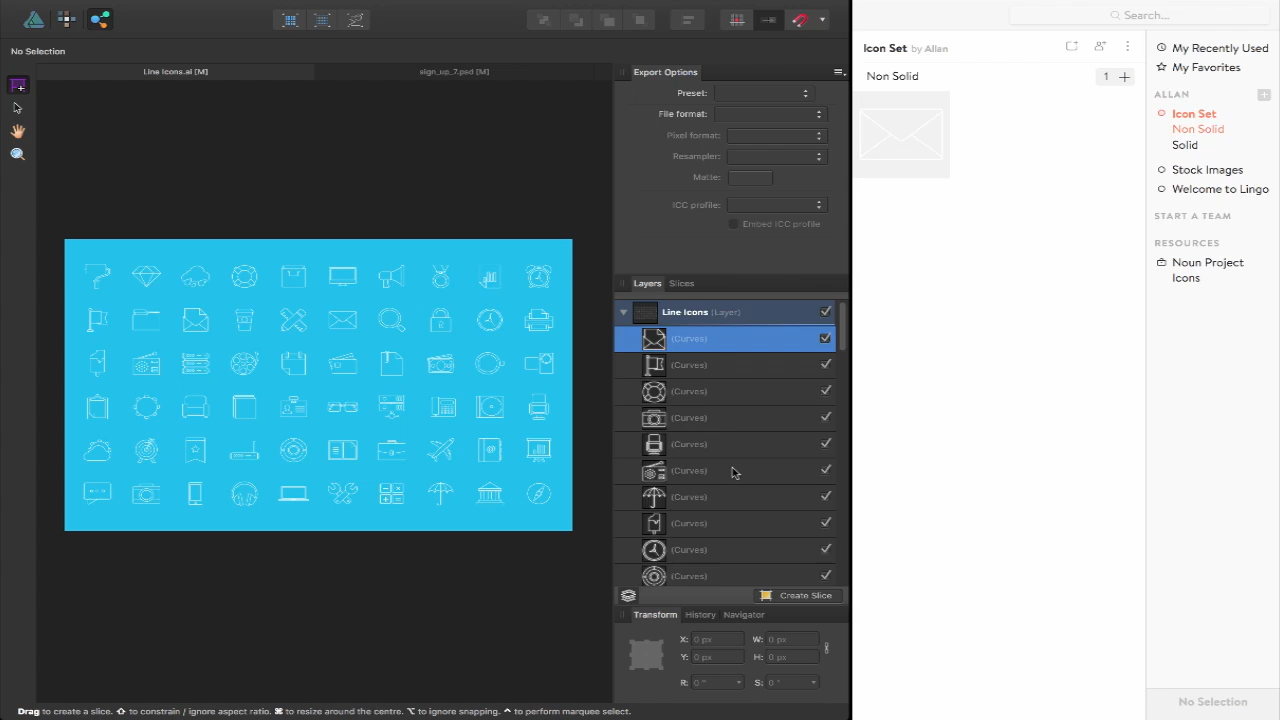 No Selection
Line Icons.ai [M]
sign_up_7.psd [M]
Export Options
Preset:
File format:
Pixel format:
Resampler:
Matte:
ICC profile:
Embed ICC profile
Layers
Slices
Line Icons (Layer)
(Curves)
(Curves)
(Curves)
(Curves)
(Curves)
(Curves)
(Curves)
(Curves)
(Curves)
(Curves)
Create Slice
Transform
History
Navigator
X: 0 px
W: 0 px
Y: 0 px
H: 0 px
R: 0 °
S: 0 °
Drag to create a slice. ⇧ to constrain / ignore aspect ratio. ⌘ to resize around the centre. ⌥ to ignore snapping. ^ to perform marquee select.
Search...
Icon Set by Allan
Non Solid
1 +
My Recently Used
My Favorites
ALLAN
Icon Set
Non Solid
Solid
Stock Images
Welcome to Lingo
START A TEAM
RESOURCES
Noun Project
Icons
No Selection